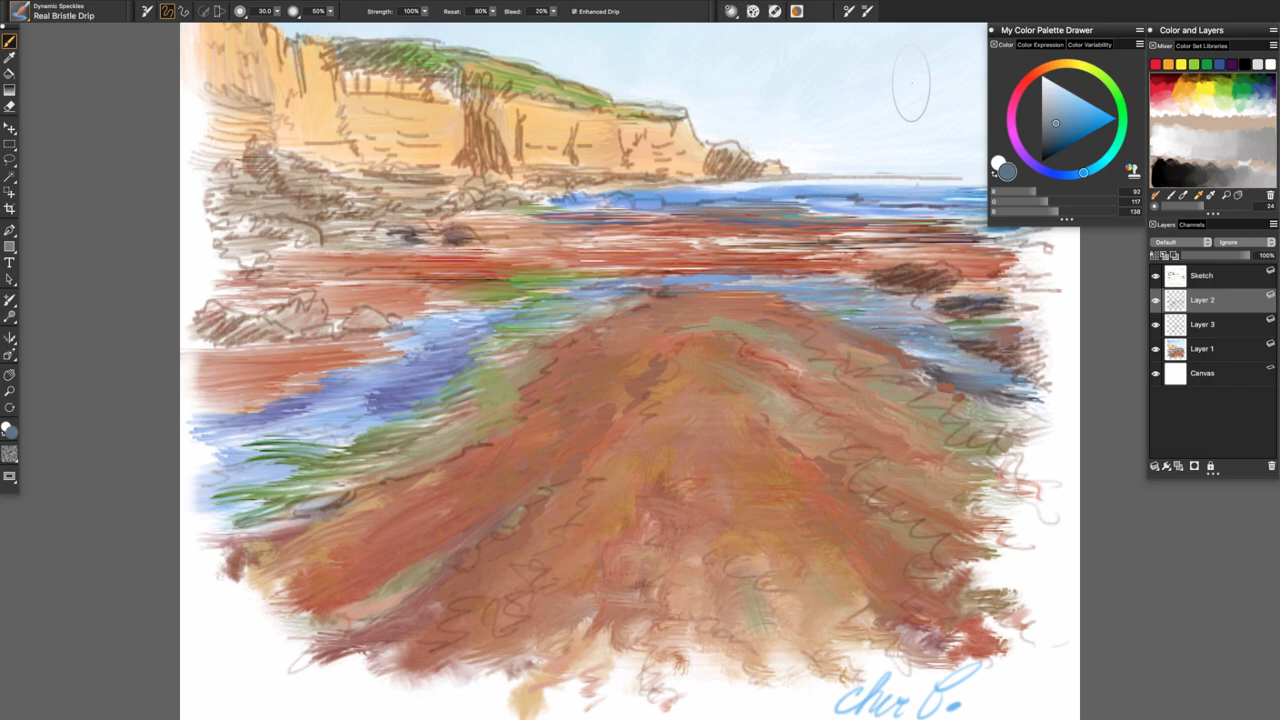 Dynamic Speckles
Real Bristle Drip
30.0
50%
Strength: 100%
Reset: 80%
Bleed: 20%
Enhanced Drip
My Color Palette Drawer
Color
Color Expression
Color Variability
R 92
G 117
B 138
Color and Layers
Mixer
Color Set Libraries
24
Layers
Channels
Default
Ignore
100%
Sketch
Layer 2
Layer 3
Layer 1
Canvas
T
cher B.